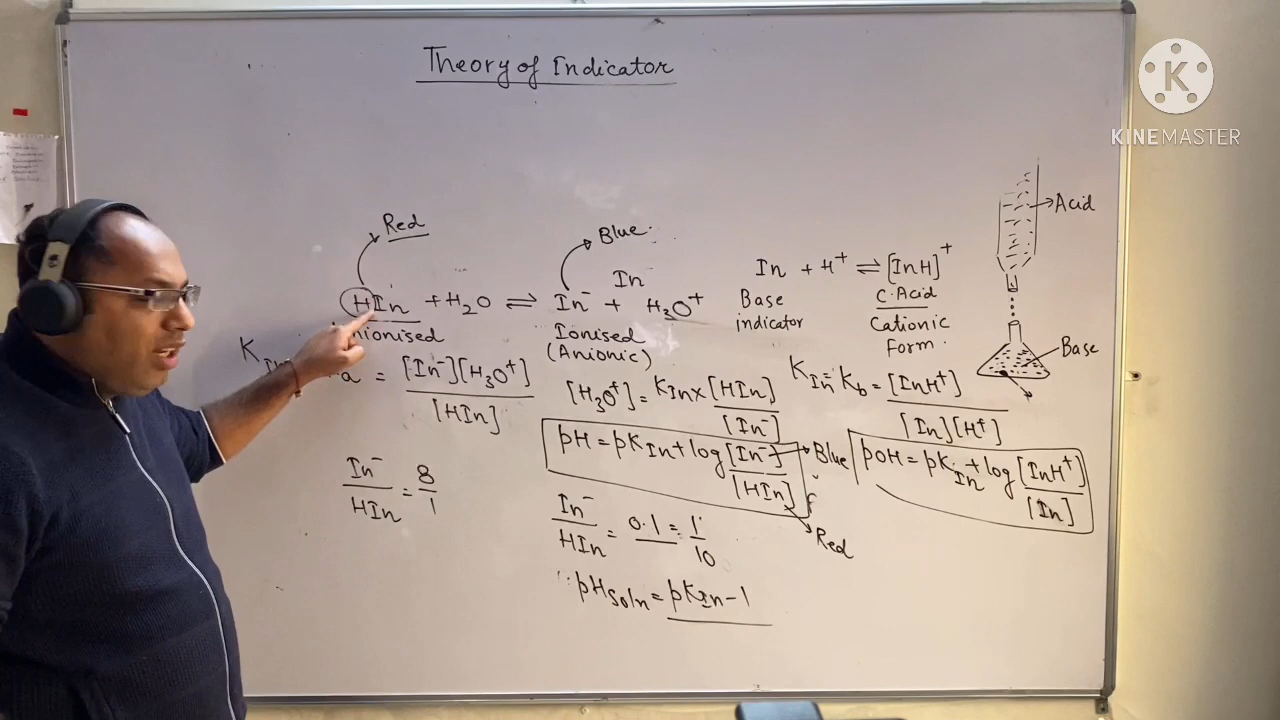 Theory of Indicator
KINEMASTER
Red
Blue
Acid
In⁻
In + H⁺ ⇌ [InH]⁺
HIn + H₂O ⇌ In⁻ + H₃O⁺
Base indicator
C.Acid
Cationic Form.
Ionised
(Anionic)
Base
= [In⁻][H₃O⁺] / [HIn]
[H₃O⁺] = KIn × [HIn] / [In⁻]
KIn = Kb = [InH⁺] / [In][H⁺]
pH = pKIn + log [In⁻] / [HIn]
Blue
Red
pOH = pKIn + log [InH⁺] / [In]
In⁻ / HIn = 8 / 1
In⁻ / HIn = 0.1 = 1 / 10
pHsoln = pKIn - 1